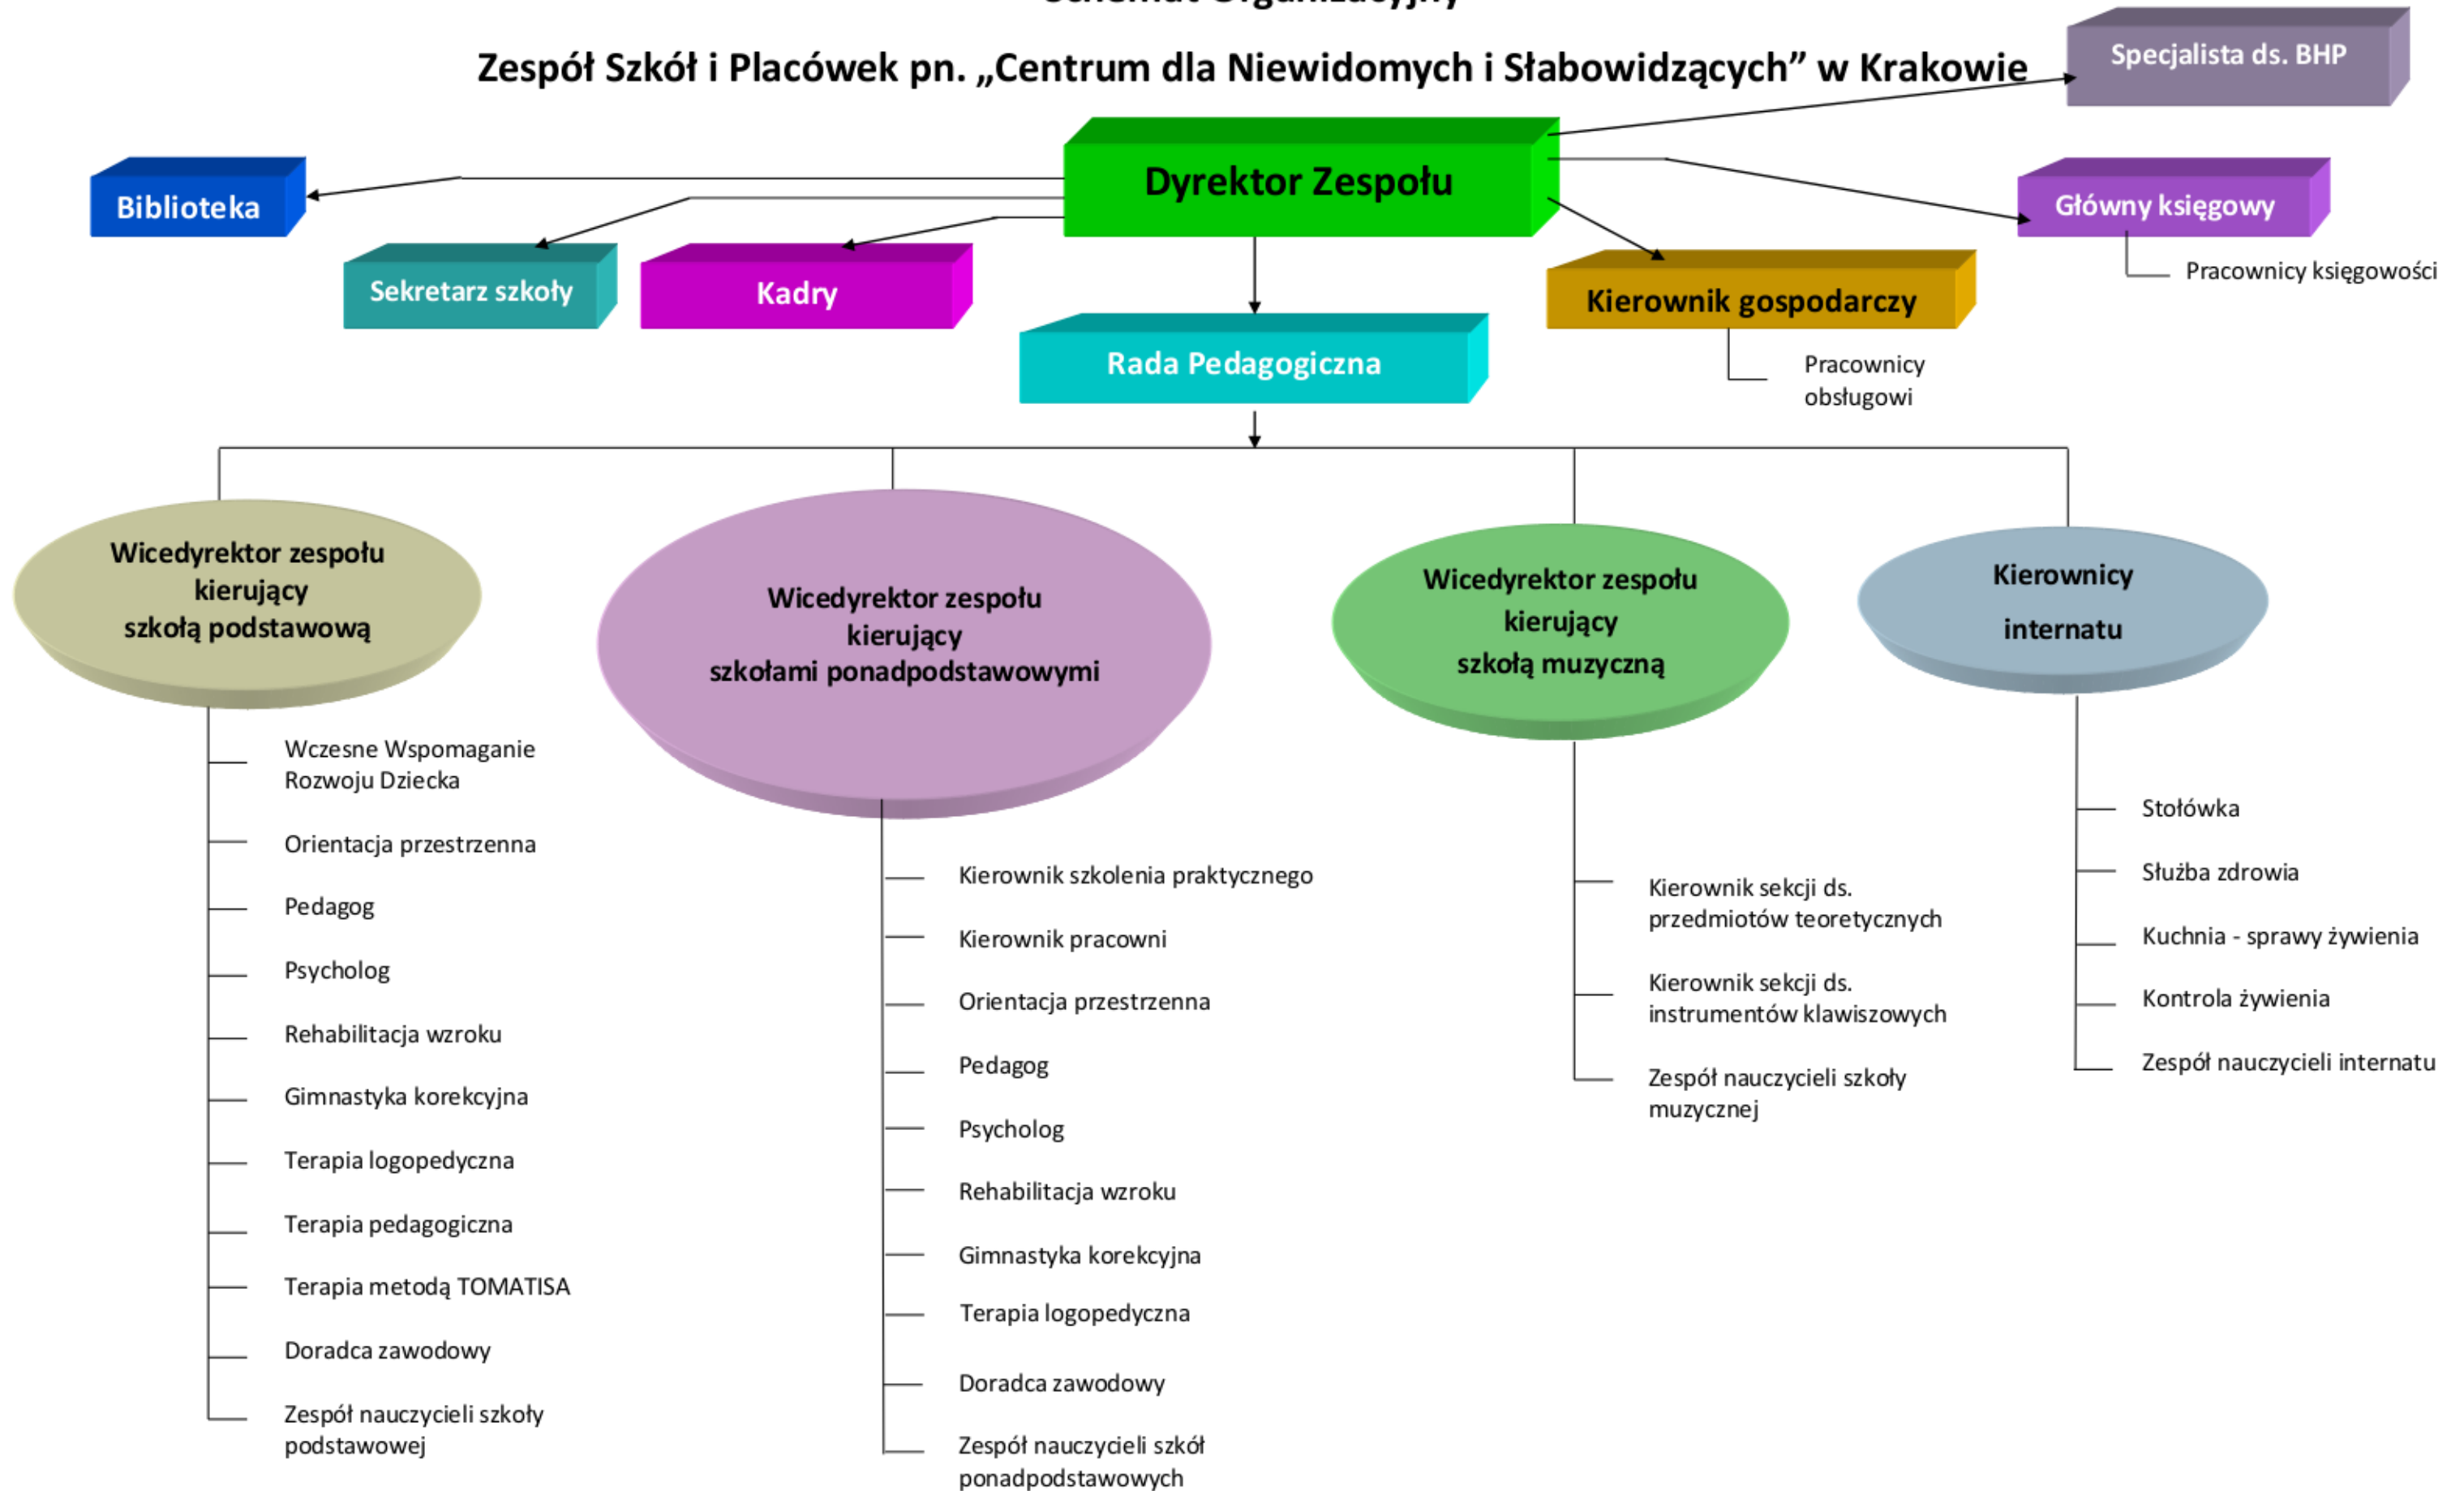 Schemat Organizacyjny
Zespół Szkół i Placówek pn. „Centrum dla Niewidomych i Słabowidzących” w Krakowie
Specjalista ds. BHP
Dyrektor Zespołu
Biblioteka
Główny księgowy
Pracownicy księgowości
Sekretarz szkoły
Kadry
Kierownik gospodarczy
Pracownicy
obsługowi
Rada Pedagogiczna
Wicedyrektor zespołu
kierujący
szkołą podstawową
Wczesne Wspomaganie
Rozwoju Dziecka
Orientacja przestrzenna
Pedagog
Psycholog
Rehabilitacja wzroku
Gimnastyka korekcyjna
Terapia logopedyczna
Terapia pedagogiczna
Terapia metodą TOMATISA
Doradca zawodowy
Zespół nauczycieli szkoły
podstawowej
Wicedyrektor zespołu
kierujący
szkołami ponadpodstawowymi
Kierownik szkolenia praktycznego
Kierownik pracowni
Orientacja przestrzenna
Pedagog
Psycholog
Rehabilitacja wzroku
Gimnastyka korekcyjna
Terapia logopedyczna
Doradca zawodowy
Zespół nauczycieli szkół
ponadpodstawowych
Wicedyrektor zespołu
kierujący
szkołą muzyczną
Kierownik sekcji ds.
przedmiotów teoretycznych
Kierownik sekcji ds.
instrumentów klawiszowych
Zespół nauczycieli szkoły
muzycznej
Kierownicy
internatu
Stołówka
Służba zdrowia
Kuchnia - sprawy żywienia
Kontrola żywienia
Zespół nauczycieli internatu